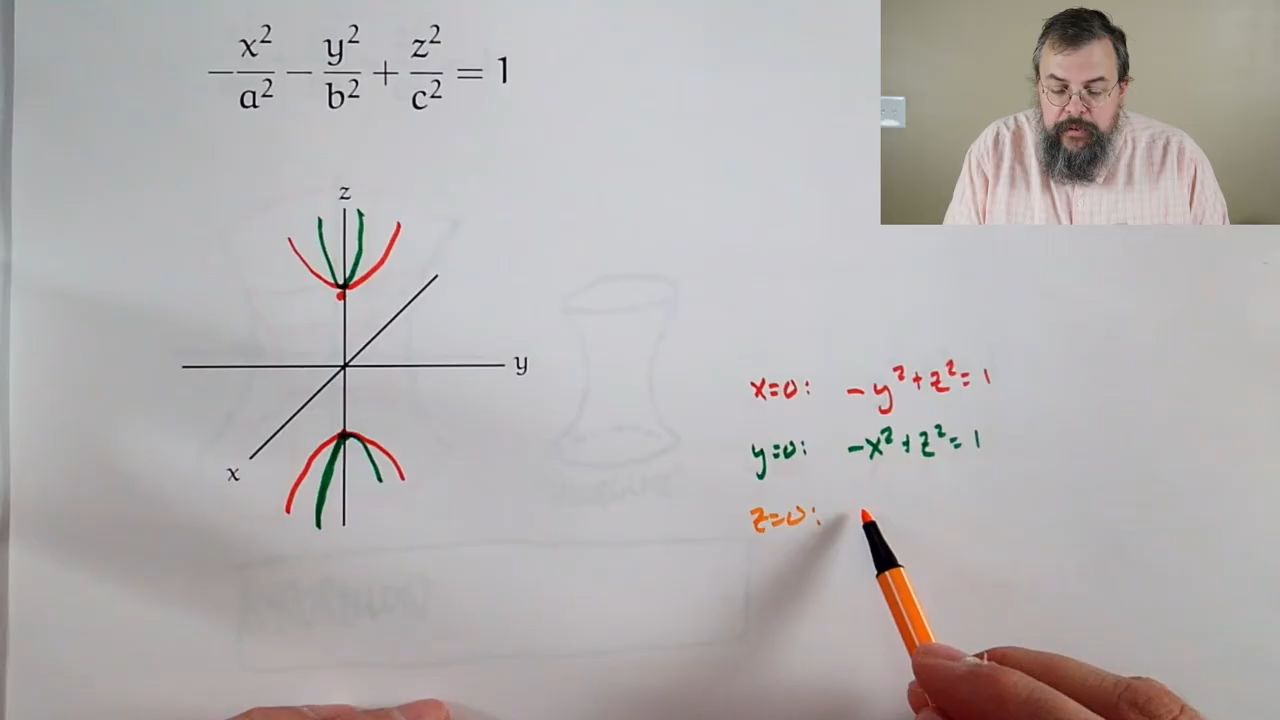 −x²/a² − y²/b² + z²/c² = 1
z
y
x
x=0: −y²+z²=1
y=0: −x²+z²=1
z=0: